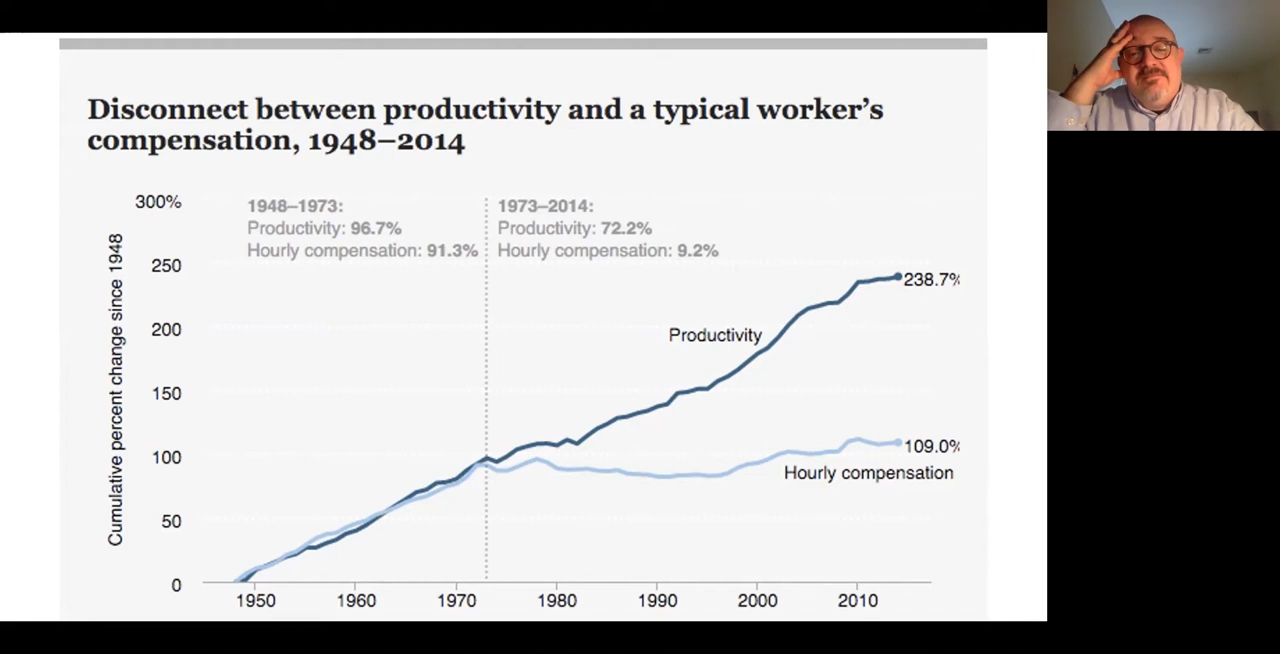 Disconnect between productivity and a typical worker’s
compensation, 1948–2014
Cumulative percent change since 1948
300%
250
200
150
100
50
0
1948–1973:
Productivity: 96.7%
Hourly compensation: 91.3%
1973–2014:
Productivity: 72.2%
Hourly compensation: 9.2%
Productivity
238.7%
109.0%
Hourly compensation
1950 1960 1970 1980 1990 2000 2010